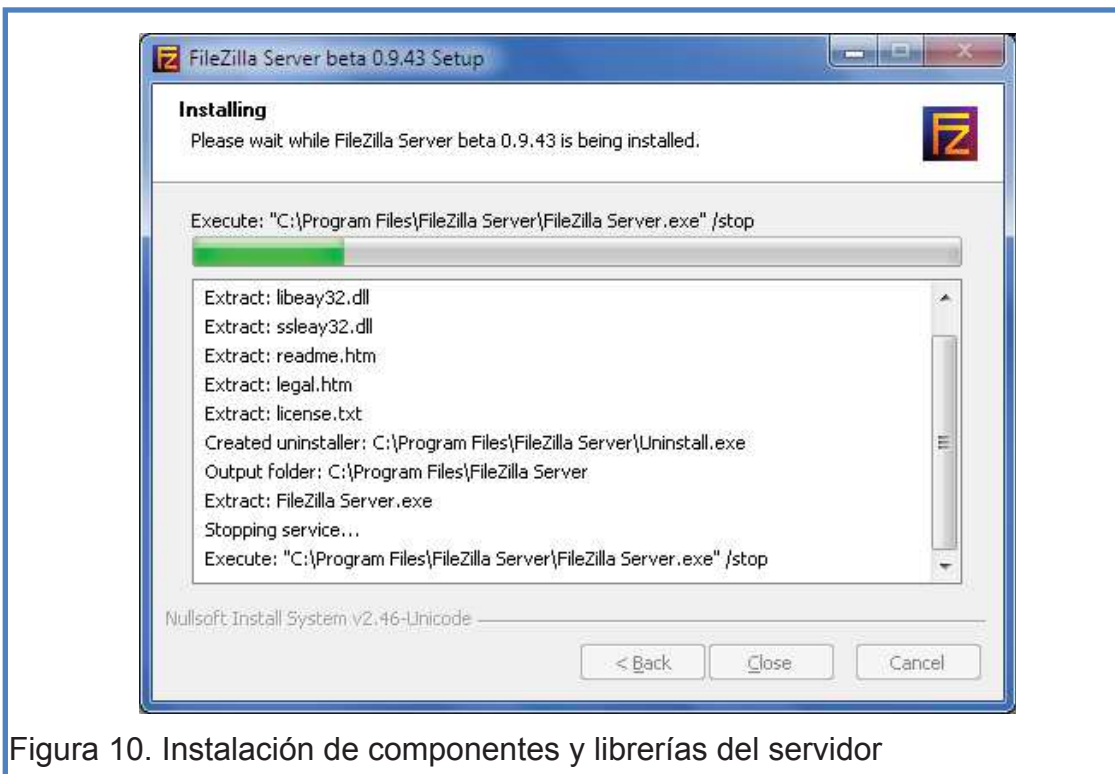 FileZilla Server beta 0.9.43 Setup
Installing
Please wait while FileZilla Server beta 0.9.43 is being installed.
FZ
Execute: "C:\Program Files\FileZilla Server\FileZilla Server.exe" /stop
Extract: libeay32.dll
Extract: ssleay32.dll
Extract: readme.htm
Extract: legal.htm
Extract: license.txt
Created uninstaller: C:\Program Files\FileZilla Server\Uninstall.exe
Output folder: C:\Program Files\FileZilla Server
Extract: FileZilla Server.exe
Stopping service...
Execute: "C:\Program Files\FileZilla Server\FileZilla Server.exe" /stop
Nullsoft Install System v2.46-Unicode
< Back Close Cancel
Figura 10. Instalación de componentes y librerías del servidor